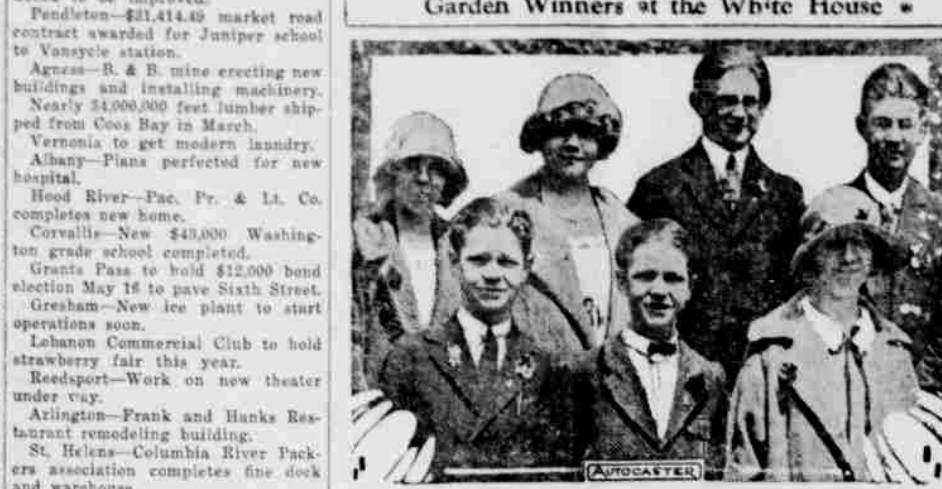 Pendleton—$31,414.49 market road
contract awarded for Juniper school
to Vansycle station.
Agness—B. & B. mine erecting new
buildings and installing machinery.
Nearly 34,000,000 feet lumber ship-
ped from Coos Bay in March.
Vernonia to get modern laundry.
Albany—Plans perfected for new
hospital.
Hood River—Pac. Pr. & Lt. Co.
completes new home.
Corvallis—New $43,000 Washing-
ton grade school completed.
Grants Pass to hold $12,000 bond
election May 16 to pave Sixth Street.
Gresham—New ice plant to start
operations soon.
Lebanon Commercial Club to hold
strawberry fair this year.
Reedsport—Work on new theater
under way.
Arlington—Frank and Hanks Res-
taurant remodeling building.
St. Helens—Columbia River Pack-
ers association completes fine dock
and warehouse.
Garden Winners at the White House *
AUTOCASTER